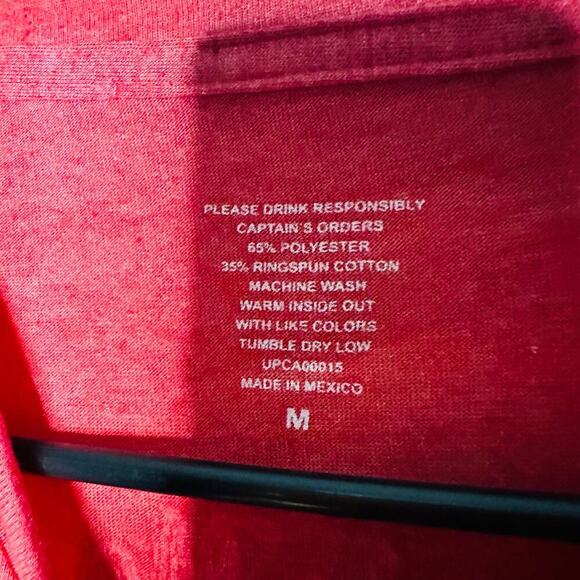 PLEASE DRINK RESPONSIBLY
CAPTAIN'S ORDERS
65% POLYESTER
35% RINGSPUN COTTON
MACHINE WASH
WARM INSIDE OUT
WITH LIKE COLORS
TUMBLE DRY LOW
UPCA00015
MADE IN MEXICO
M